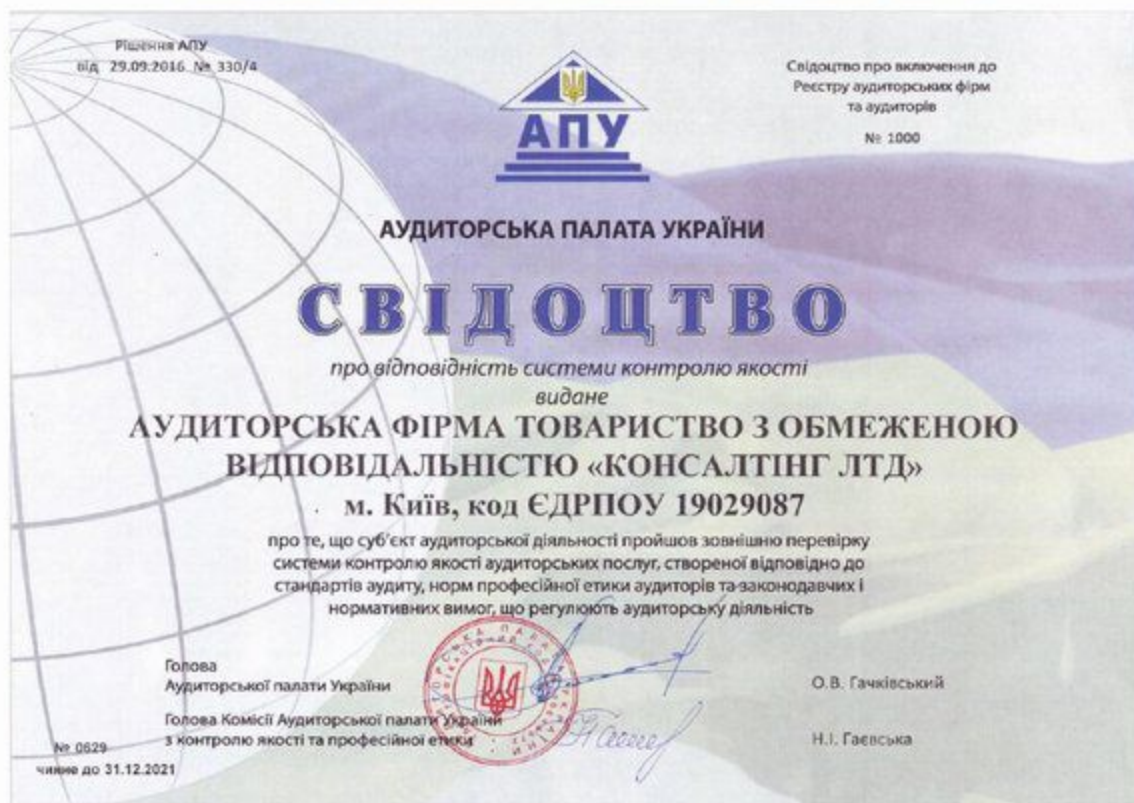 Рішення АПУ
від 29.09.2016 № 330/4
Свідоцтво про включення до
Реєстру аудиторських фірм
та аудиторів
№ 1000
АПУ
АУДИТОРСЬКА ПАЛАТА УКРАЇНИ
СВІДОЦТВО
про відповідність системи контролю якості
видане
АУДИТОРСЬКА ФІРМА ТОВАРИСТВО З ОБМЕЖЕНОЮ
ВІДПОВІДАЛЬНІСТЮ «КОНСАЛТІНГ ЛТД»
м. Київ, код ЄДРПОУ 19029087
про те, що суб’єкт аудиторської діяльності пройшов зовнішню перевірку
системи контролю якості аудиторських послуг, створеної відповідно до
стандартів аудиту, норм професійної етики аудиторів та законодавчих і
нормативних вимог, що регулюють аудиторську діяльність
Голова
Аудиторської палати України
О.В. Гачківський
Голова Комісії Аудиторської палати України
з контролю якості та професійної етики
Н.І. Гаєвська
№ 0629
чинне до 31.12.2021